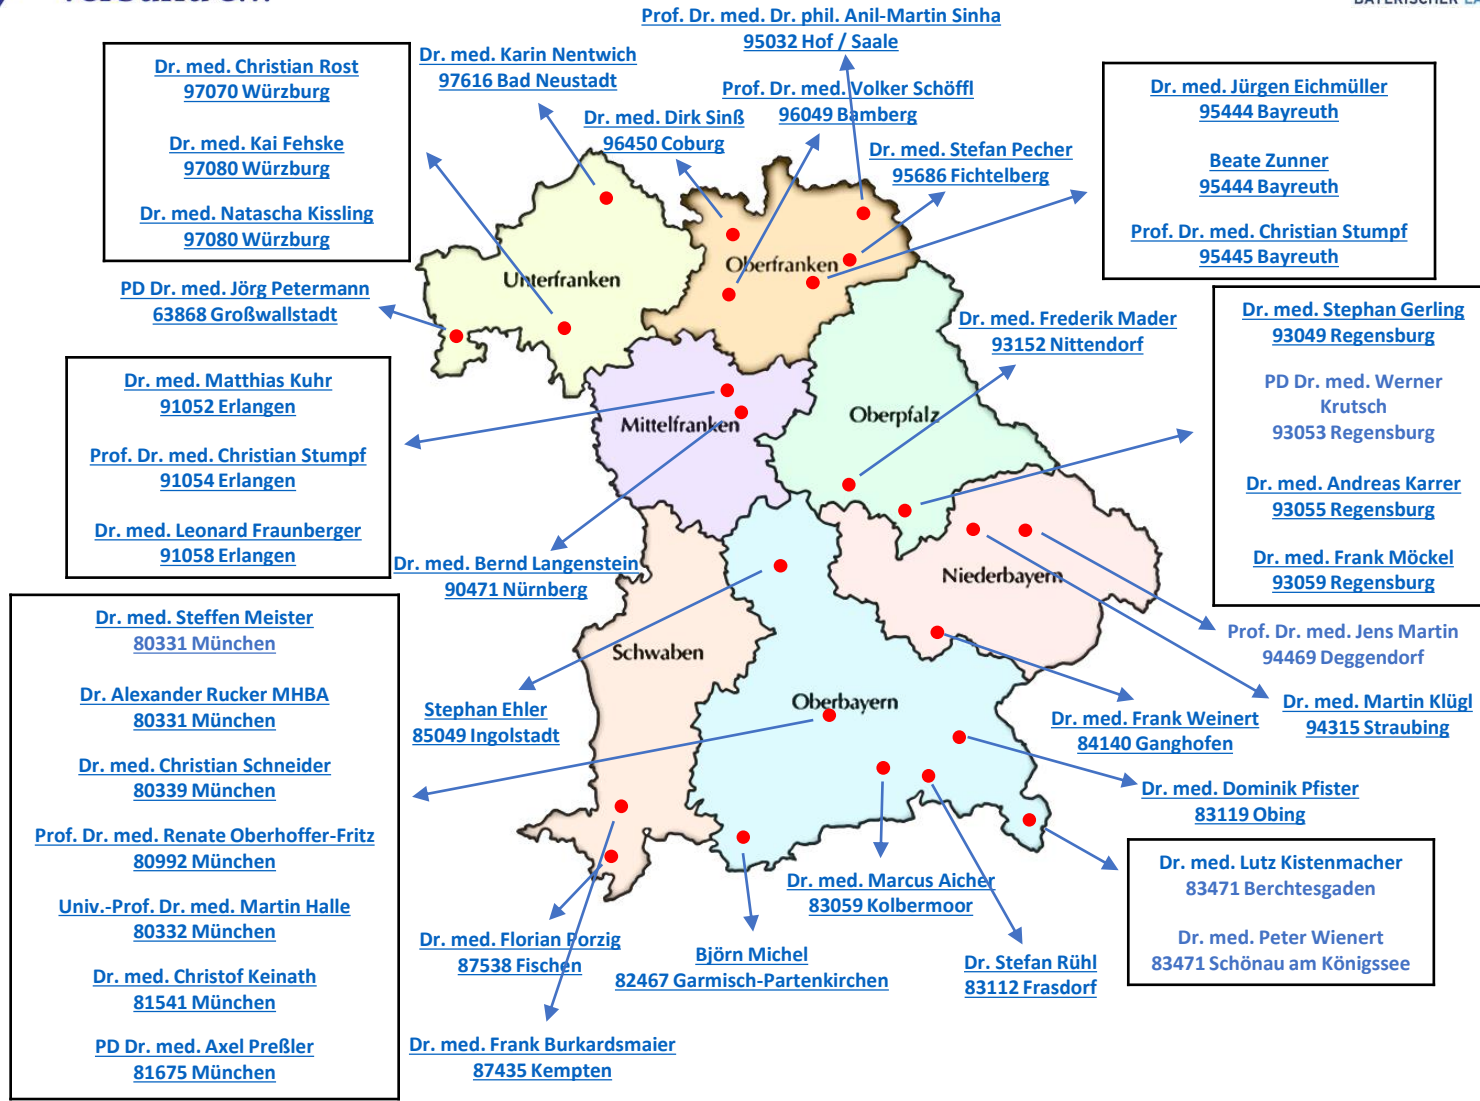 Prof. Dr. med. Dr. phil. Anil-Martin Sinha
95032 Hof / Saale
Dr. med. Karin Nentwich
97616 Bad Neustadt
Prof. Dr. med. Volker Schöffl
96049 Bamberg
Dr. med. Dirk Sinß
96450 Coburg
Dr. med. Stefan Pecher
95686 Fichtelberg
Dr. med. Christian Rost
97070 Würzburg
Dr. med. Kai Fehske
97080 Würzburg
Dr. med. Natascha Kissling
97080 Würzburg
Dr. med. Jürgen Eichmüller
95444 Bayreuth
Beate Zunner
95444 Bayreuth
Prof. Dr. med. Christian Stumpf
95445 Bayreuth
PD Dr. med. Jörg Petermann
63868 Großwallstadt
Unterfranken
Oberfranken
Dr. med. Frederik Mader
93152 Nittendorf
Dr. med. Stephan Gerling
93049 Regensburg
PD Dr. med. Werner
Krutsch
93053 Regensburg
Dr. med. Andreas Karrer
93055 Regensburg
Dr. med. Frank Möckel
93059 Regensburg
Dr. med. Matthias Kuhr
91052 Erlangen
Prof. Dr. med. Christian Stumpf
91054 Erlangen
Dr. med. Leonard Fraunberger
91058 Erlangen
Mittelfranken
Oberpfalz
Dr. med. Bernd Langenstein
90471 Nürnberg
Niederbayern
Prof. Dr. med. Jens Martin
94469 Deggendorf
Dr. med. Martin Klügl
94315 Straubing
Dr. med. Frank Weinert
84140 Ganghofen
Schwaben
Oberbayern
Stephan Ehler
85049 Ingolstadt
Dr. med. Steffen Meister
80331 München
Dr. Alexander Rucker MHBA
80331 München
Dr. med. Christian Schneider
80339 München
Prof. Dr. med. Renate Oberhoffer-Fritz
80992 München
Univ.-Prof. Dr. med. Martin Halle
80332 München
Dr. med. Christof Keinath
81541 München
PD Dr. med. Axel Preßler
81675 München
Dr. med. Dominik Pfister
83119 Obing
Dr. med. Lutz Kistenmacher
83471 Berchtesgaden
Dr. med. Peter Wienert
83471 Schönau am Königssee
Dr. med. Marcus Aicher
83059 Kolbermoor
Dr. med. Florian Porzig
87538 Fischen
Björn Michel
82467 Garmisch-Partenkirchen
Dr. Stefan Rühl
83112 Frasdorf
Dr. med. Frank Burkardsmaier
87435 Kempten